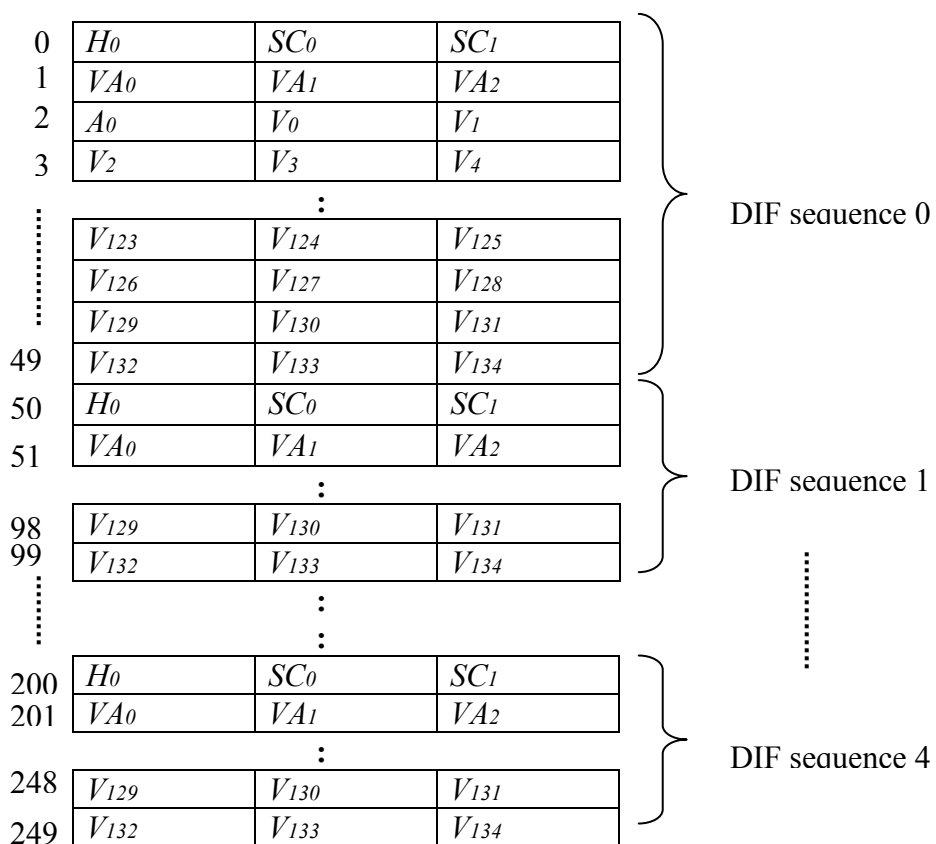 0 H0 SC0 SC1
1 VA0 VA1 VA2
2 A0 V0 V1
3 V2 V3 V4
:
DIF sequence 0
V123 V124 V125
V126 V127 V128
V129 V130 V131
49 V132 V133 V134
50 H0 SC0 SC1
51 VA0 VA1 VA2
:
DIF sequence 1
98 V129 V130 V131
99 V132 V133 V134
:
:
200 H0 SC0 SC1
201 VA0 VA1 VA2
:
DIF sequence 4
248 V129 V130 V131
249 V132 V133 V134